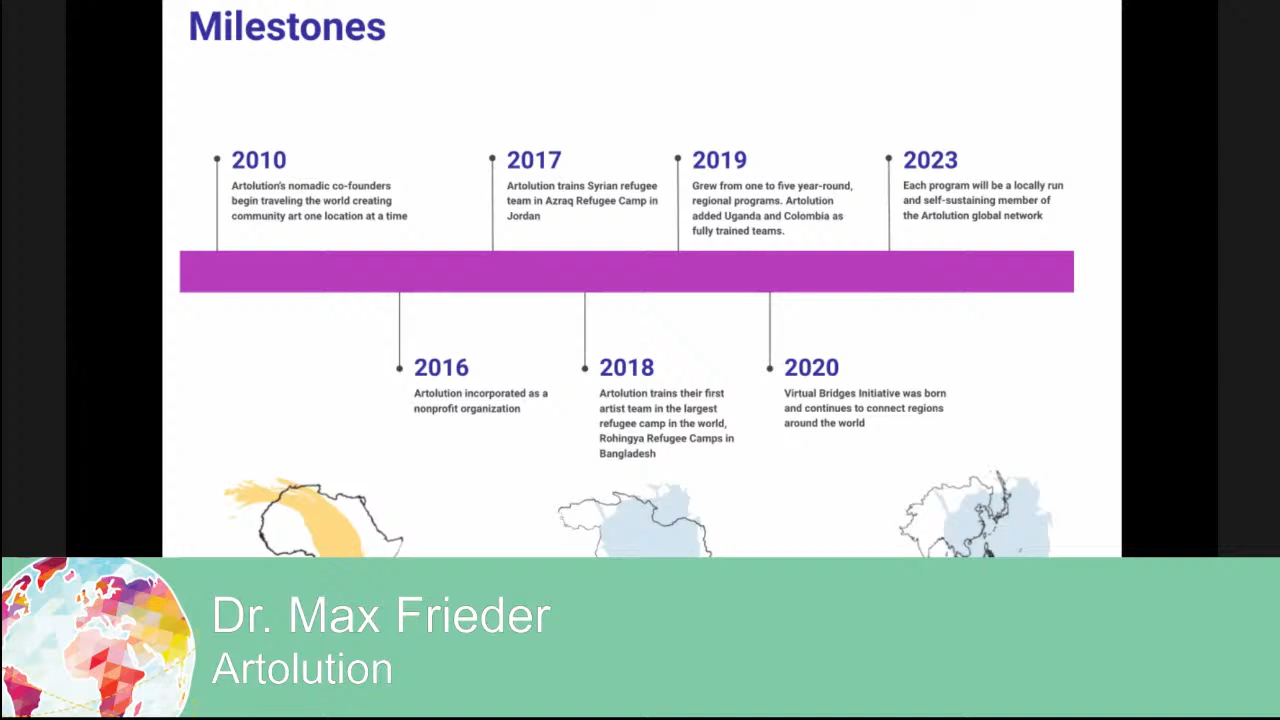 Milestones
2010
Artolution's nomadic co-founders
begin traveling the world creating
community art one location at a time
2017
Artolution trains Syrian refugee
team in Azraq Refugee Camp in
Jordan
2019
Grew from one to five year-round,
regional programs. Artolution
added Uganda and Colombia as
fully trained teams.
2023
Each program will be a locally run
and self-sustaining member of
the Artolution global network
2016
Artolution incorporated as a
nonprofit organization
2018
Artolution trains their first
artist team in the largest
refugee camp in the world,
Rohingya Refugee Camps in
Bangladesh
2020
Virtual Bridges Initiative was born
and continues to connect regions
around the world
Dr. Max Frieder
Artolution